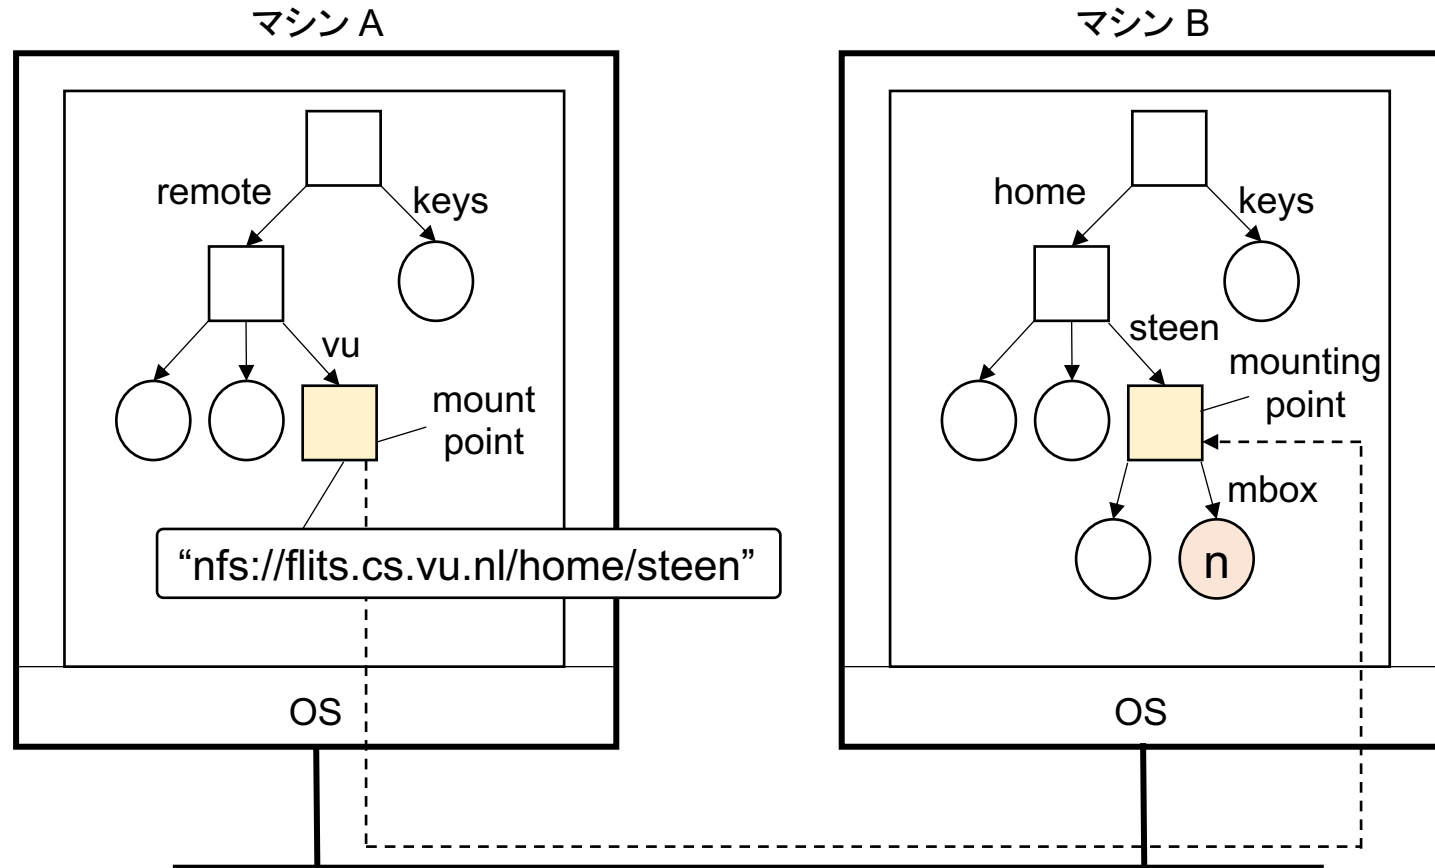 マシン A
remote
keys
vu
mount
point
“nfs://flits.cs.vu.nl/home/steen”
OS
マシン B
home
keys
steen
mounting
point
mbox
n
OS